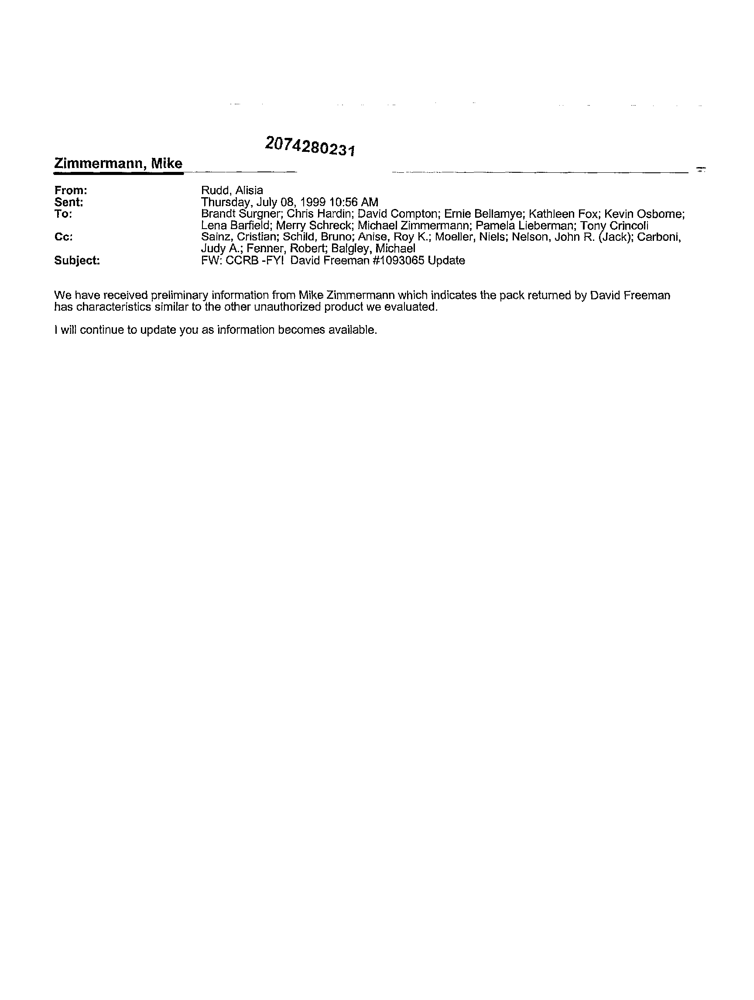 2074280231
Zimmermann, Mike
From: Rudd, Alisia
Sent: Thursday, July 08, 1999 10:56 AM
To: Brandt Surgner; Chris Hardin; David Compton; Ernie Bellamye; Kathleen Fox; Kevin Osborne;
Lena Barfield; Merry Schreck; Michael Zimmermann; Pamela Lieberman; Tony Crincoli
Cc: Sainz, Cristian; Schild, Bruno; Anise, Roy K.; Moeller, Niels; Nelson, John R. (Jack); Carboni,
Judy A.; Fenner, Robert; Balgley, Michael
Subject: FW: CCRB -FYI David Freeman #1093065 Update
We have received preliminary information from Mike Zimmermann which indicates the pack returned by David Freeman
has characteristics similar to the other unauthorized product we evaluated.
I will continue to update you as information becomes available.